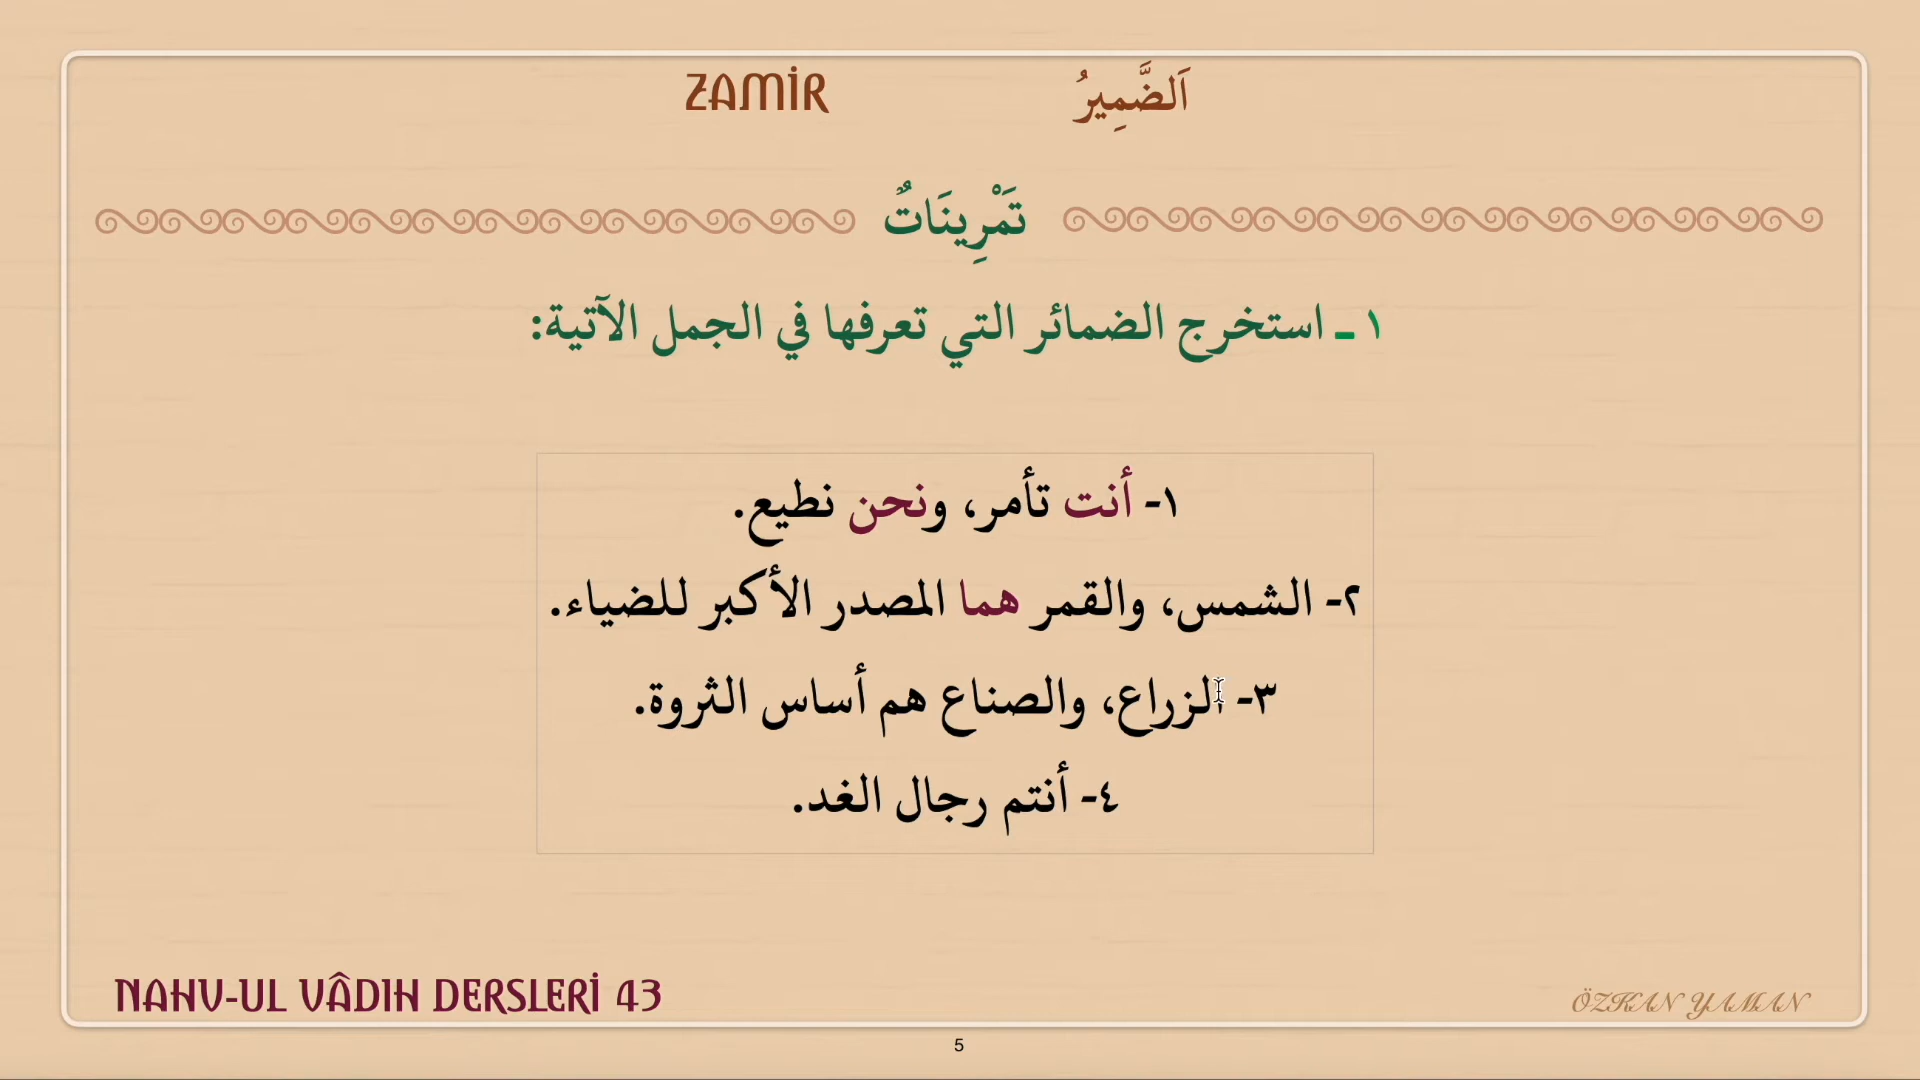 ZAMİR
اَلضَّمِيرُ
تَمْرِينَاتٌ
١ ـ استخرج الضمائر التي تعرفها في الجمل الآتية:
١- أنت تأمر، ونحن نطيع.
٢- الشمس، والقمر هما المصدر الأكبر للضياء.
٣- الزراع، والصناع هم أساس الثروة.
٤- أنتم رجال الغد.
NAHV-UL VÂDIH DERSLERİ 43
ÖZKAN YAMAN
5